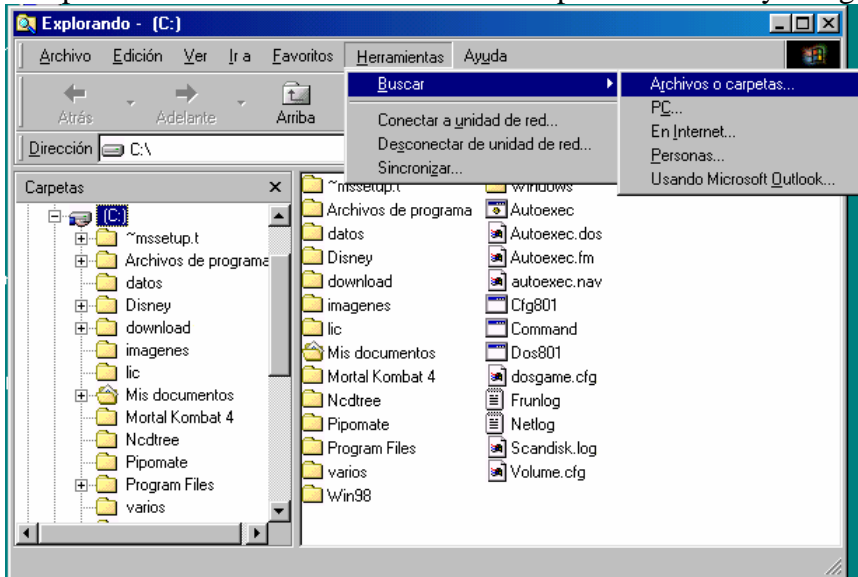 Explorando - (C:)
Archivo Edición Ver Ir a Favoritos Herramientas Ayuda
Buscar
Conectar a unidad de red...
Desconectar de unidad de red...
Sincronizar...
Archivos o carpetas...
PC...
En Internet...
Personas...
Usando Microsoft Outlook...
Atrás Adelante Arriba
Dirección C:\
Carpetas
(C:)
~mssetup.t
Archivos de programa
datos
Disney
download
imagenes
lic
Mis documentos
Mortal Kombat 4
Ncdtree
Pipomate
Program Files
varios
~mssetup.t
Archivos de programa
datos
Disney
download
imagenes
lic
Mis documentos
Mortal Kombat 4
Ncdtree
Pipomate
Program Files
varios
Win98
windows
Autoexec
Autoexec.dos
Autoexec.fm
autoexec.nav
Cfg801
Command
Dos801
dosgame.cfg
Frunlog
Netlog
Scandisk.log
Volume.cfg